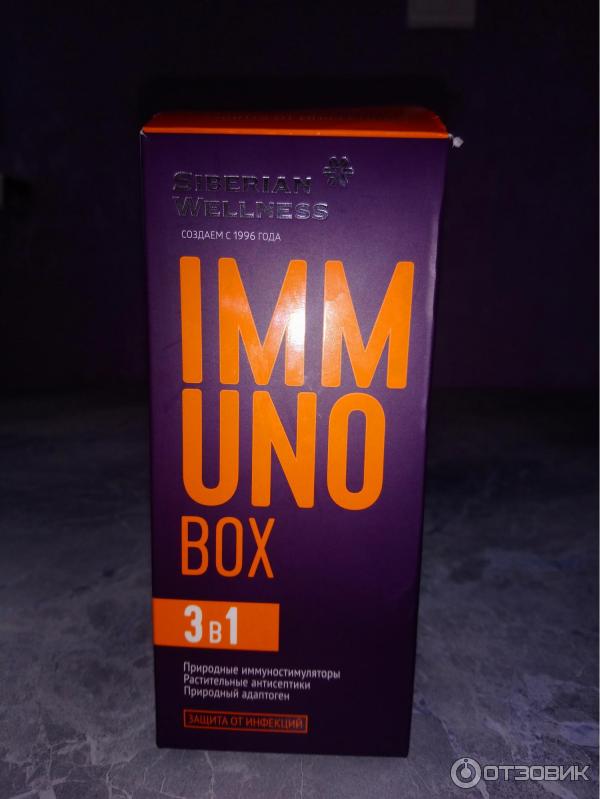 SIBERIAN
WELLNESS
СОЗДАЕМ С 1996 ГОДА
IMM
UNO
BOX
3 в 1
Природные иммуностимуляторы
Растительные антисептики
Природный адаптоген
ЗАЩИТА ОТ ИНФЕКЦИЙ
ОТЗОВИК